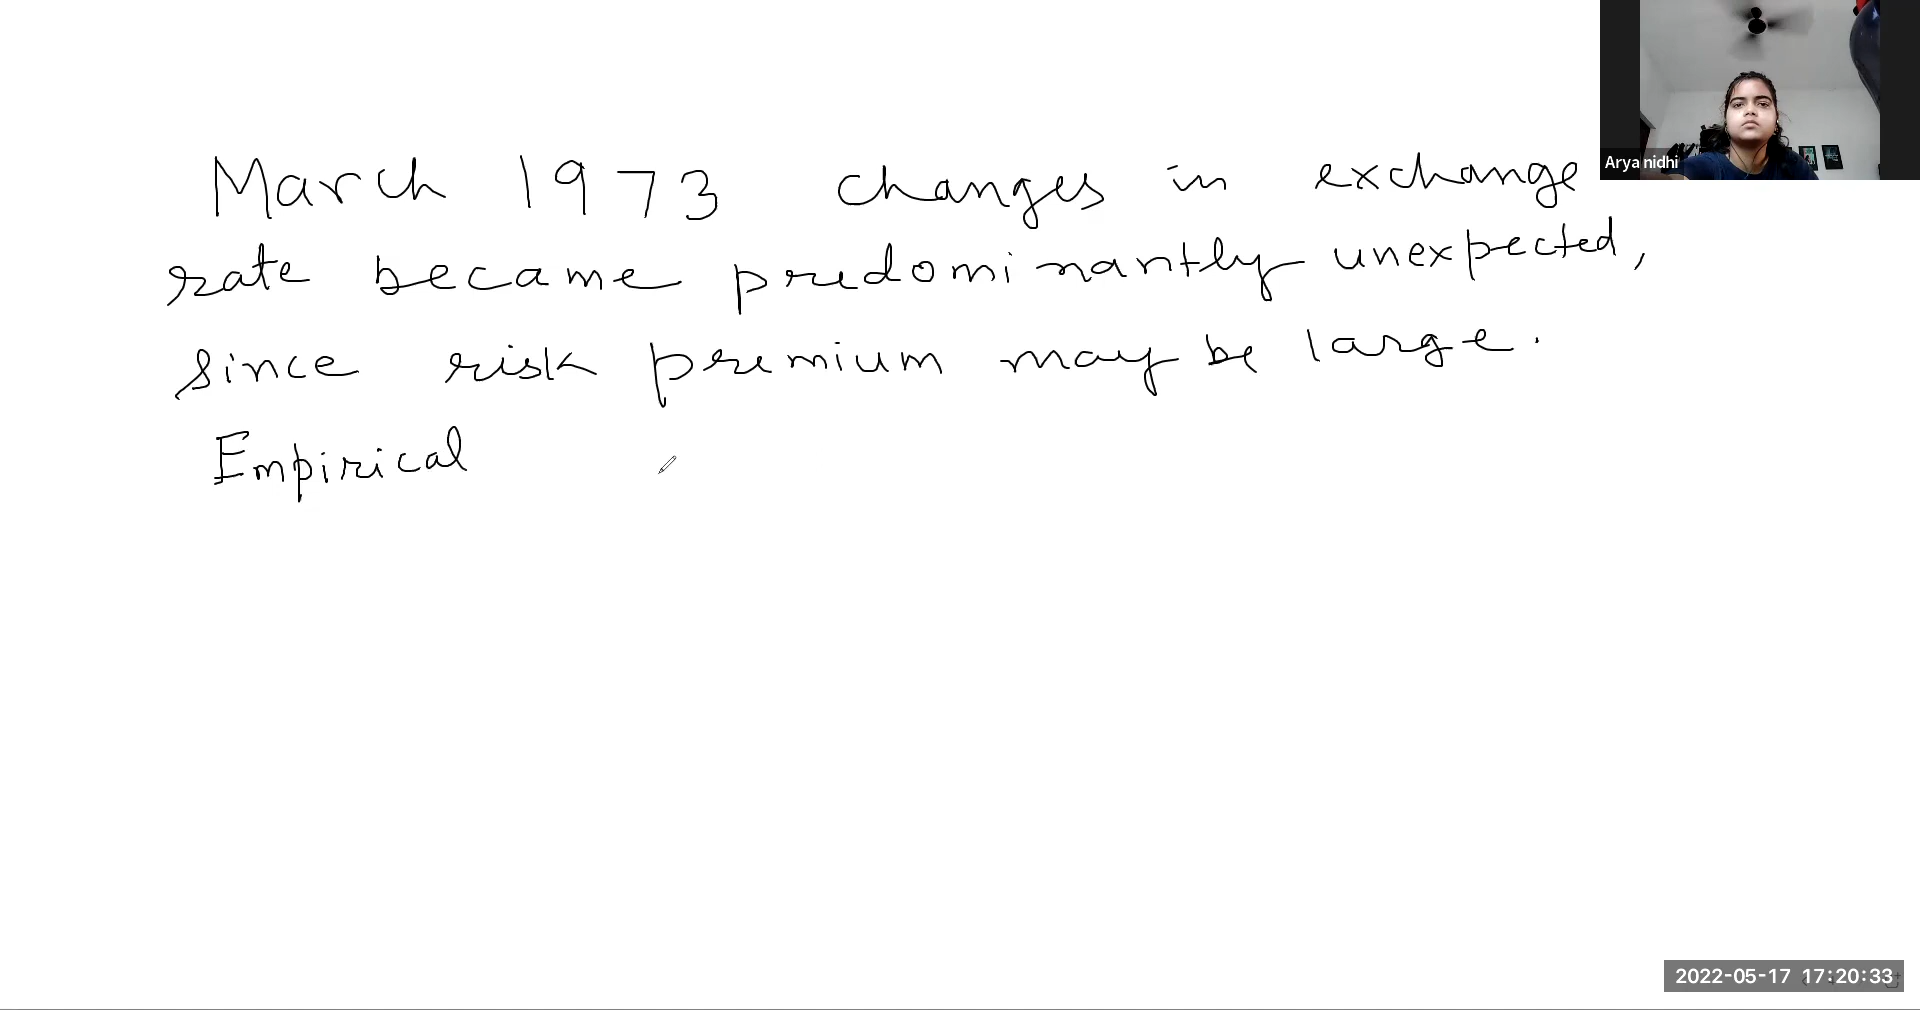 March 1973 changes in exchange
rate became predominantly unexpected,
since risk premium may be large.
Empirical
Arya nidhi
2022-05-17 17:20:33